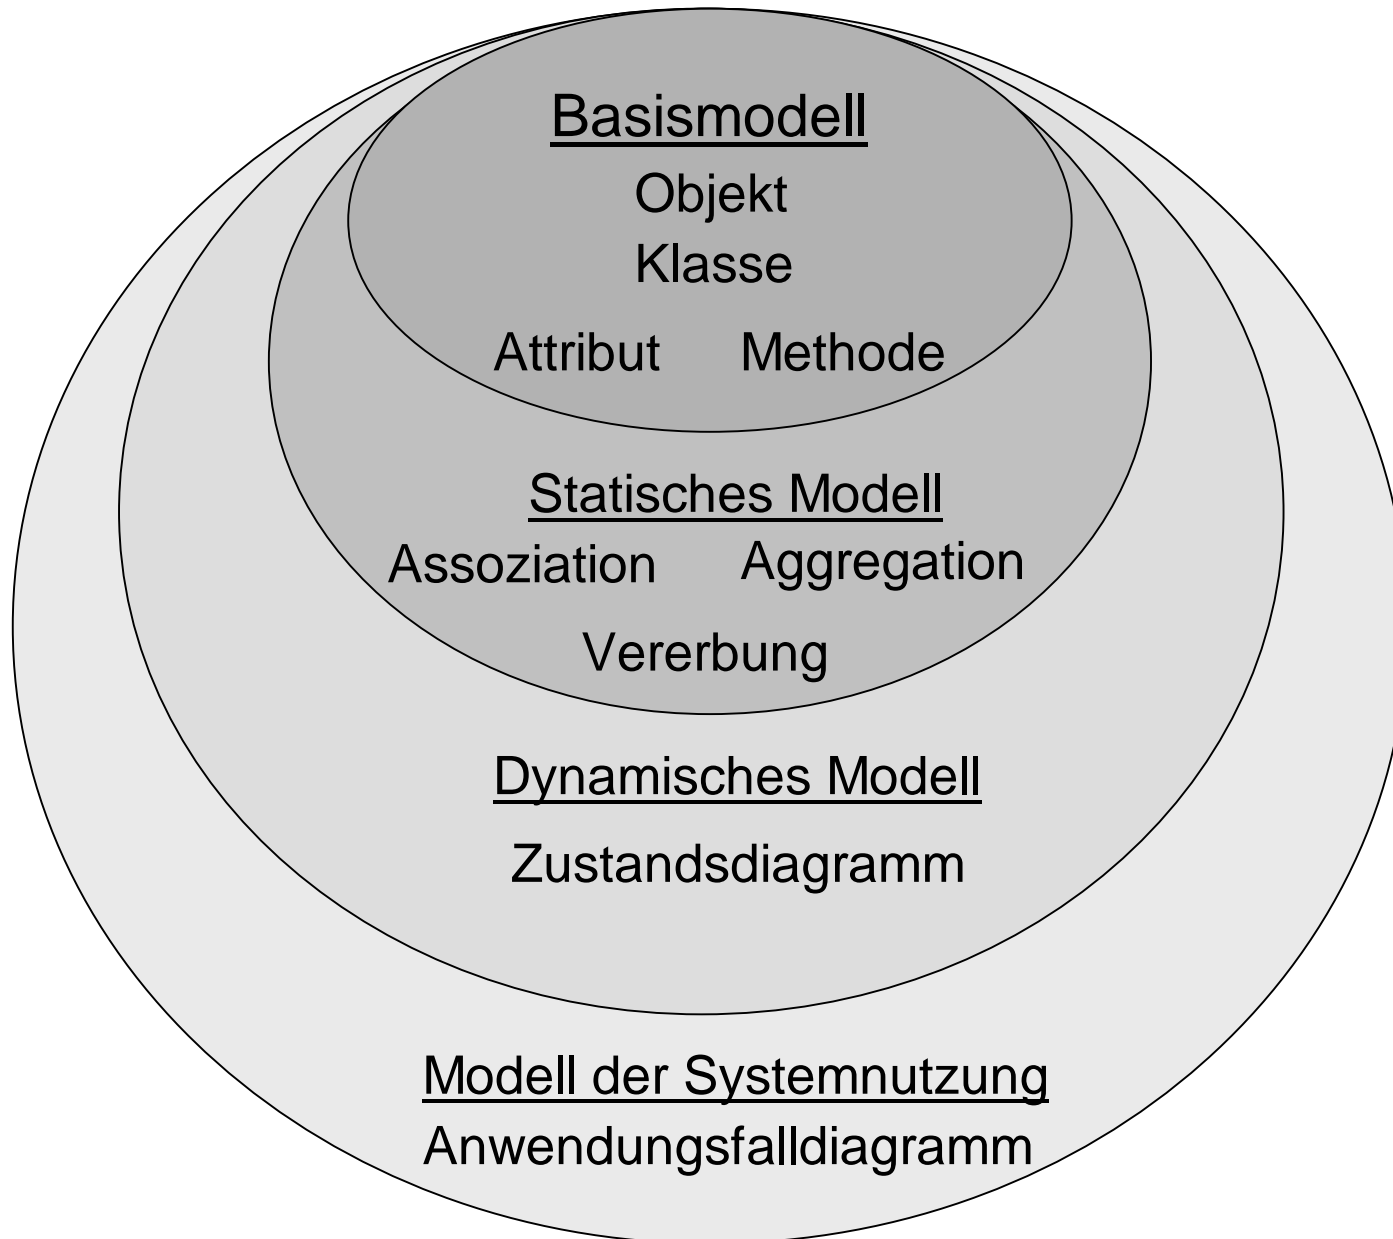 Basismodell
Objekt
Klasse
Attribut Methode
Statisches Modell
Assoziation Aggregation
Vererbung
Dynamisches Modell
Zustandsdiagramm
Modell der Systemnutzung
Anwendungsfalldiagramm